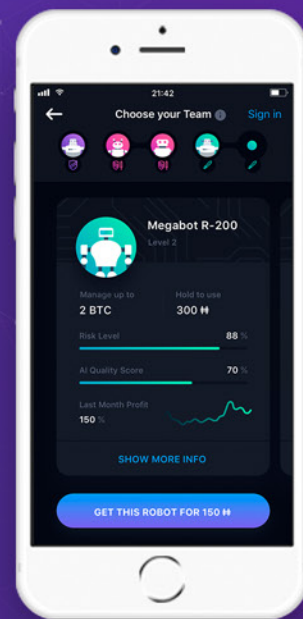 21:42
Choose your Team
Sign in
Megabot R-200
Level 2
Manage up to Hold to use
2 BTC 300
Risk Level 88 %
AI Quality Score 70 %
Last Month Profit
150 %
SHOW MORE INFO
GET THIS ROBOT FOR 150